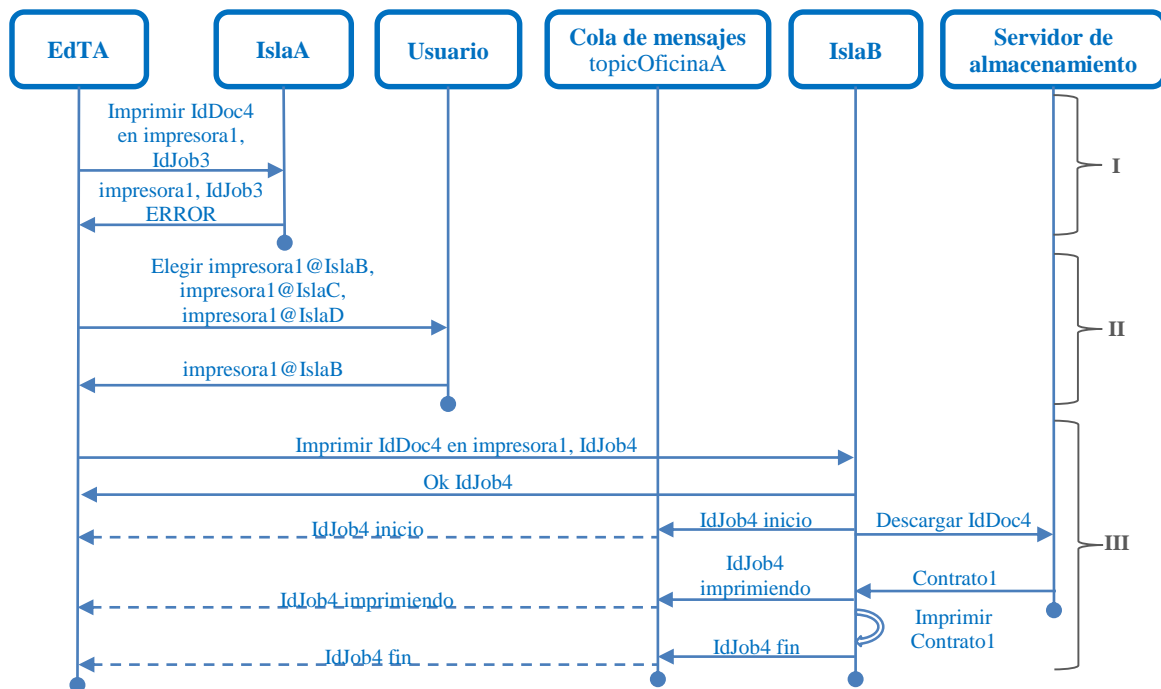 EdTA
IslaA
Usuario
Cola de mensajes
topicOficinaA
IslaB
Servidor de
almacenamiento
Imprimir IdDoc4
en impresora1,
IdJob3
I
impresora1, IdJob3
ERROR
Elegir impresora1@IslaB,
impresora1@IslaC,
impresora1@IslaD
II
impresora1@IslaB
Imprimir IdDoc4 en impresora1, IdJob4
Ok IdJob4
IdJob4 inicio
IdJob4 inicio
Descargar IdDoc4
III
IdJob4
imprimiendo
Contrato1
IdJob4 imprimiendo
Imprimir
Contrato1
IdJob4 fin
IdJob4 fin